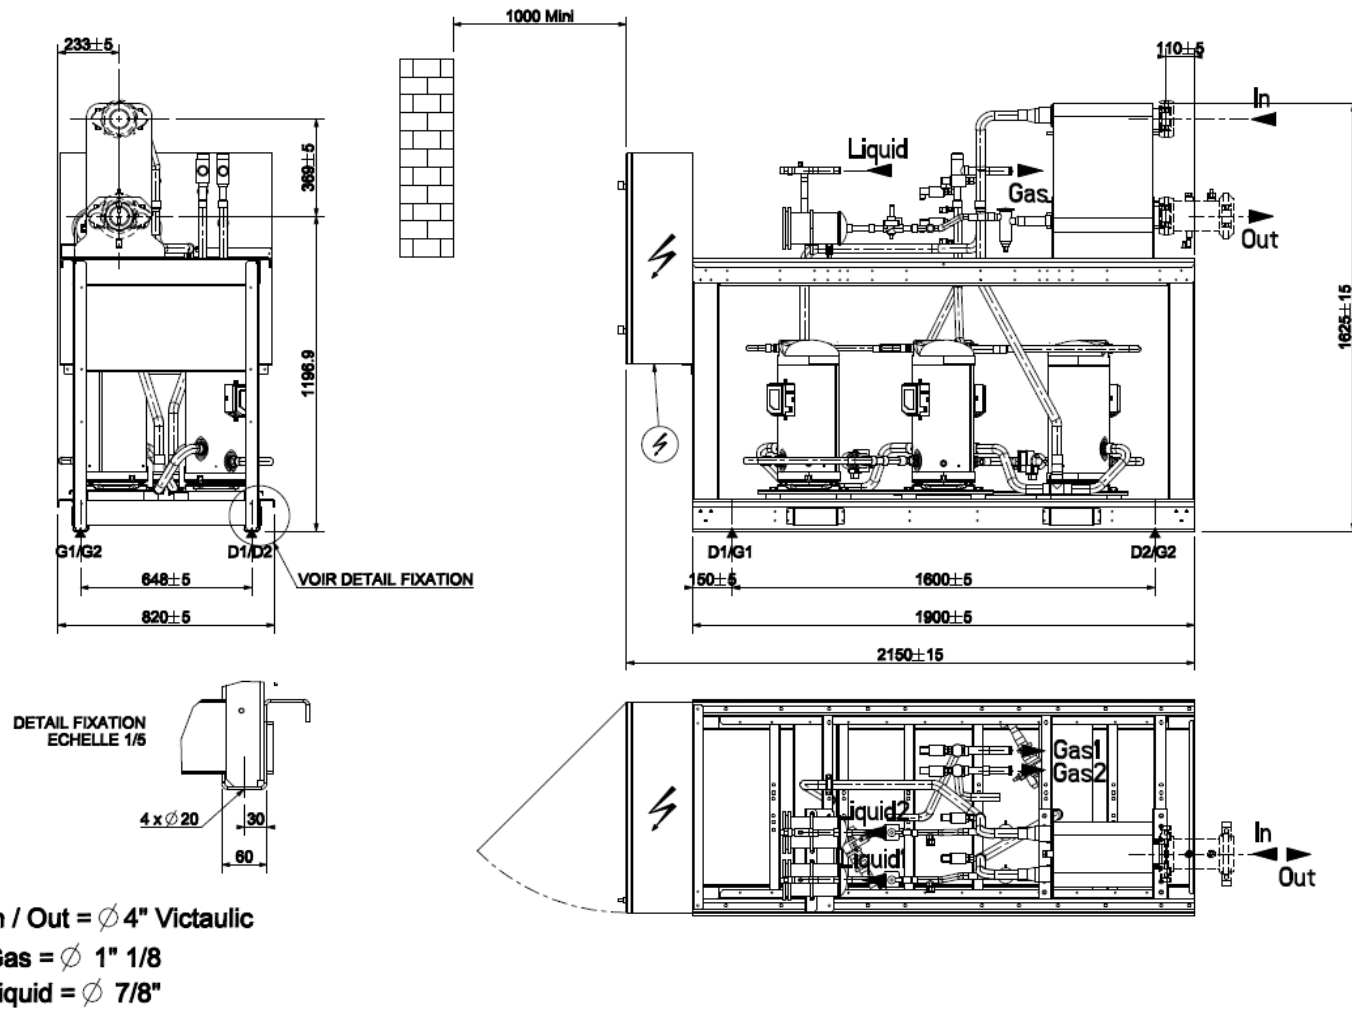 1000 Mini
233±5
110±5
In
Liquid
Gas
Out
369±5
1196.9
1625±15
G1/G2
D1/D2
D1/G1
D2/G2
648±5
VOIR DETAIL FIXATION
150±5
1600±5
820±5
1900±5
2150±15
DETAIL FIXATION
ECHELLE 1/5
4 x Ø 20
30
60
Gas1
Gas2
Liquid2
Liquid1
In
Out
n / Out = Ø 4" Victaulic
Gas = Ø 1" 1/8
iquid = Ø 7/8"